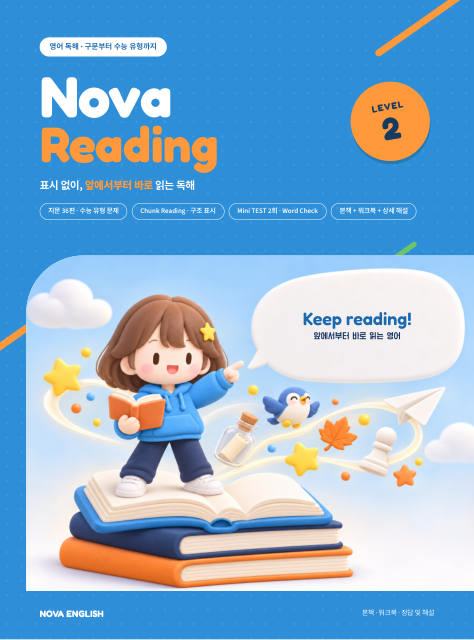 영어 독해 · 구문부터 수능 유형까지
Nova
Reading
LEVEL
2
표시 없이, 앞에서부터 바로 읽는 독해
지문 36편 · 수능 유형 문제
Chunk Reading · 구조 표시
Mini TEST 2회 · Word Check
본책 + 워크북 + 상세 해설
Keep reading!
앞에서부터 바로 읽는 영어
NOVA ENGLISH
본책 · 워크북 · 정답 및 해설